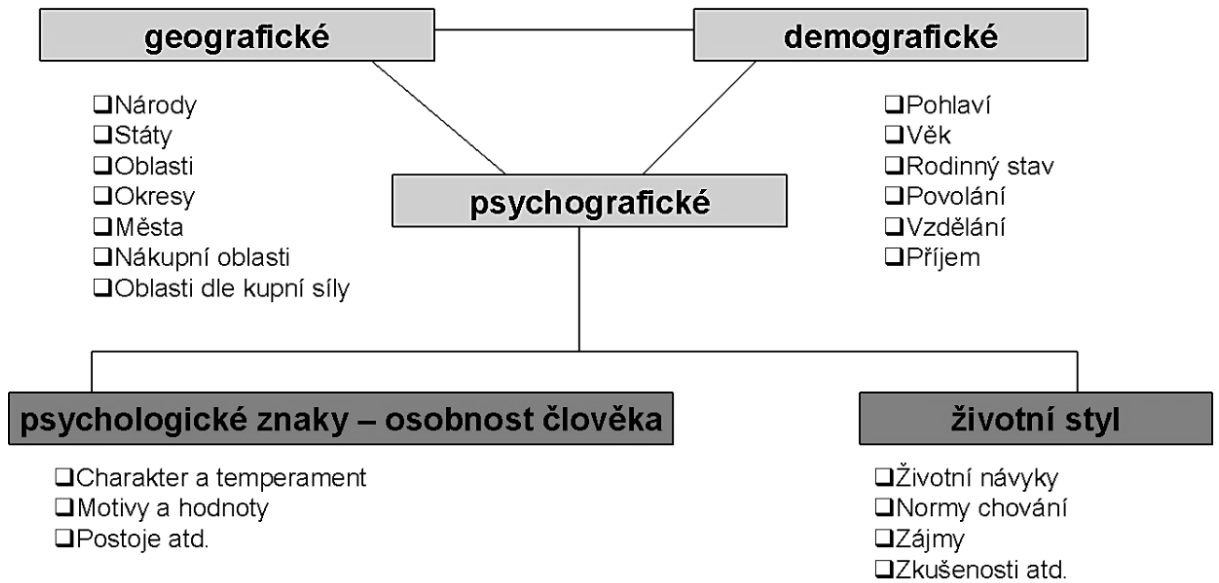 geografické
demografické
❑Národy
❑Státy
❑Oblasti
❑Okresy
❑Města
❑Nákupní oblasti
❑Oblasti dle kupní síly
❑Pohlaví
❑Věk
❑Rodinný stav
❑Povolání
❑Vzdělání
❑Příjem
psychografické
psychologické znaky – osobnost člověka
❑Charakter a temperament
❑Motivy a hodnoty
❑Postoje atd.
životní styl
❑Životní návyky
❑Normy chování
❑Zájmy
❑Zkušenosti atd.